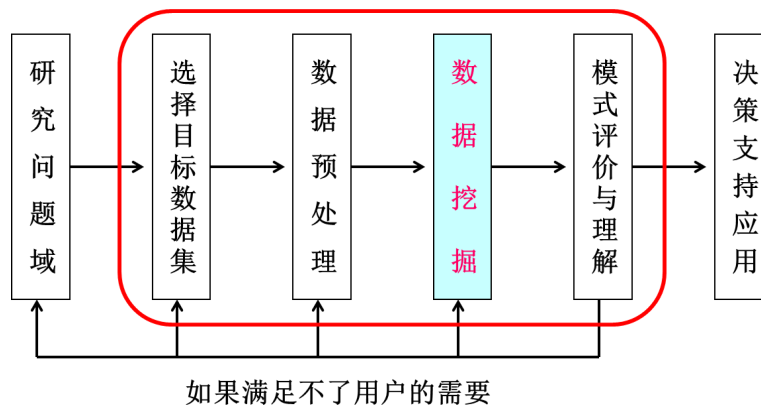 研究问题域
选择目标数据集
数据预处理
数据挖掘
模式评价与理解
决策支持应用
如果满足不了用户的需要